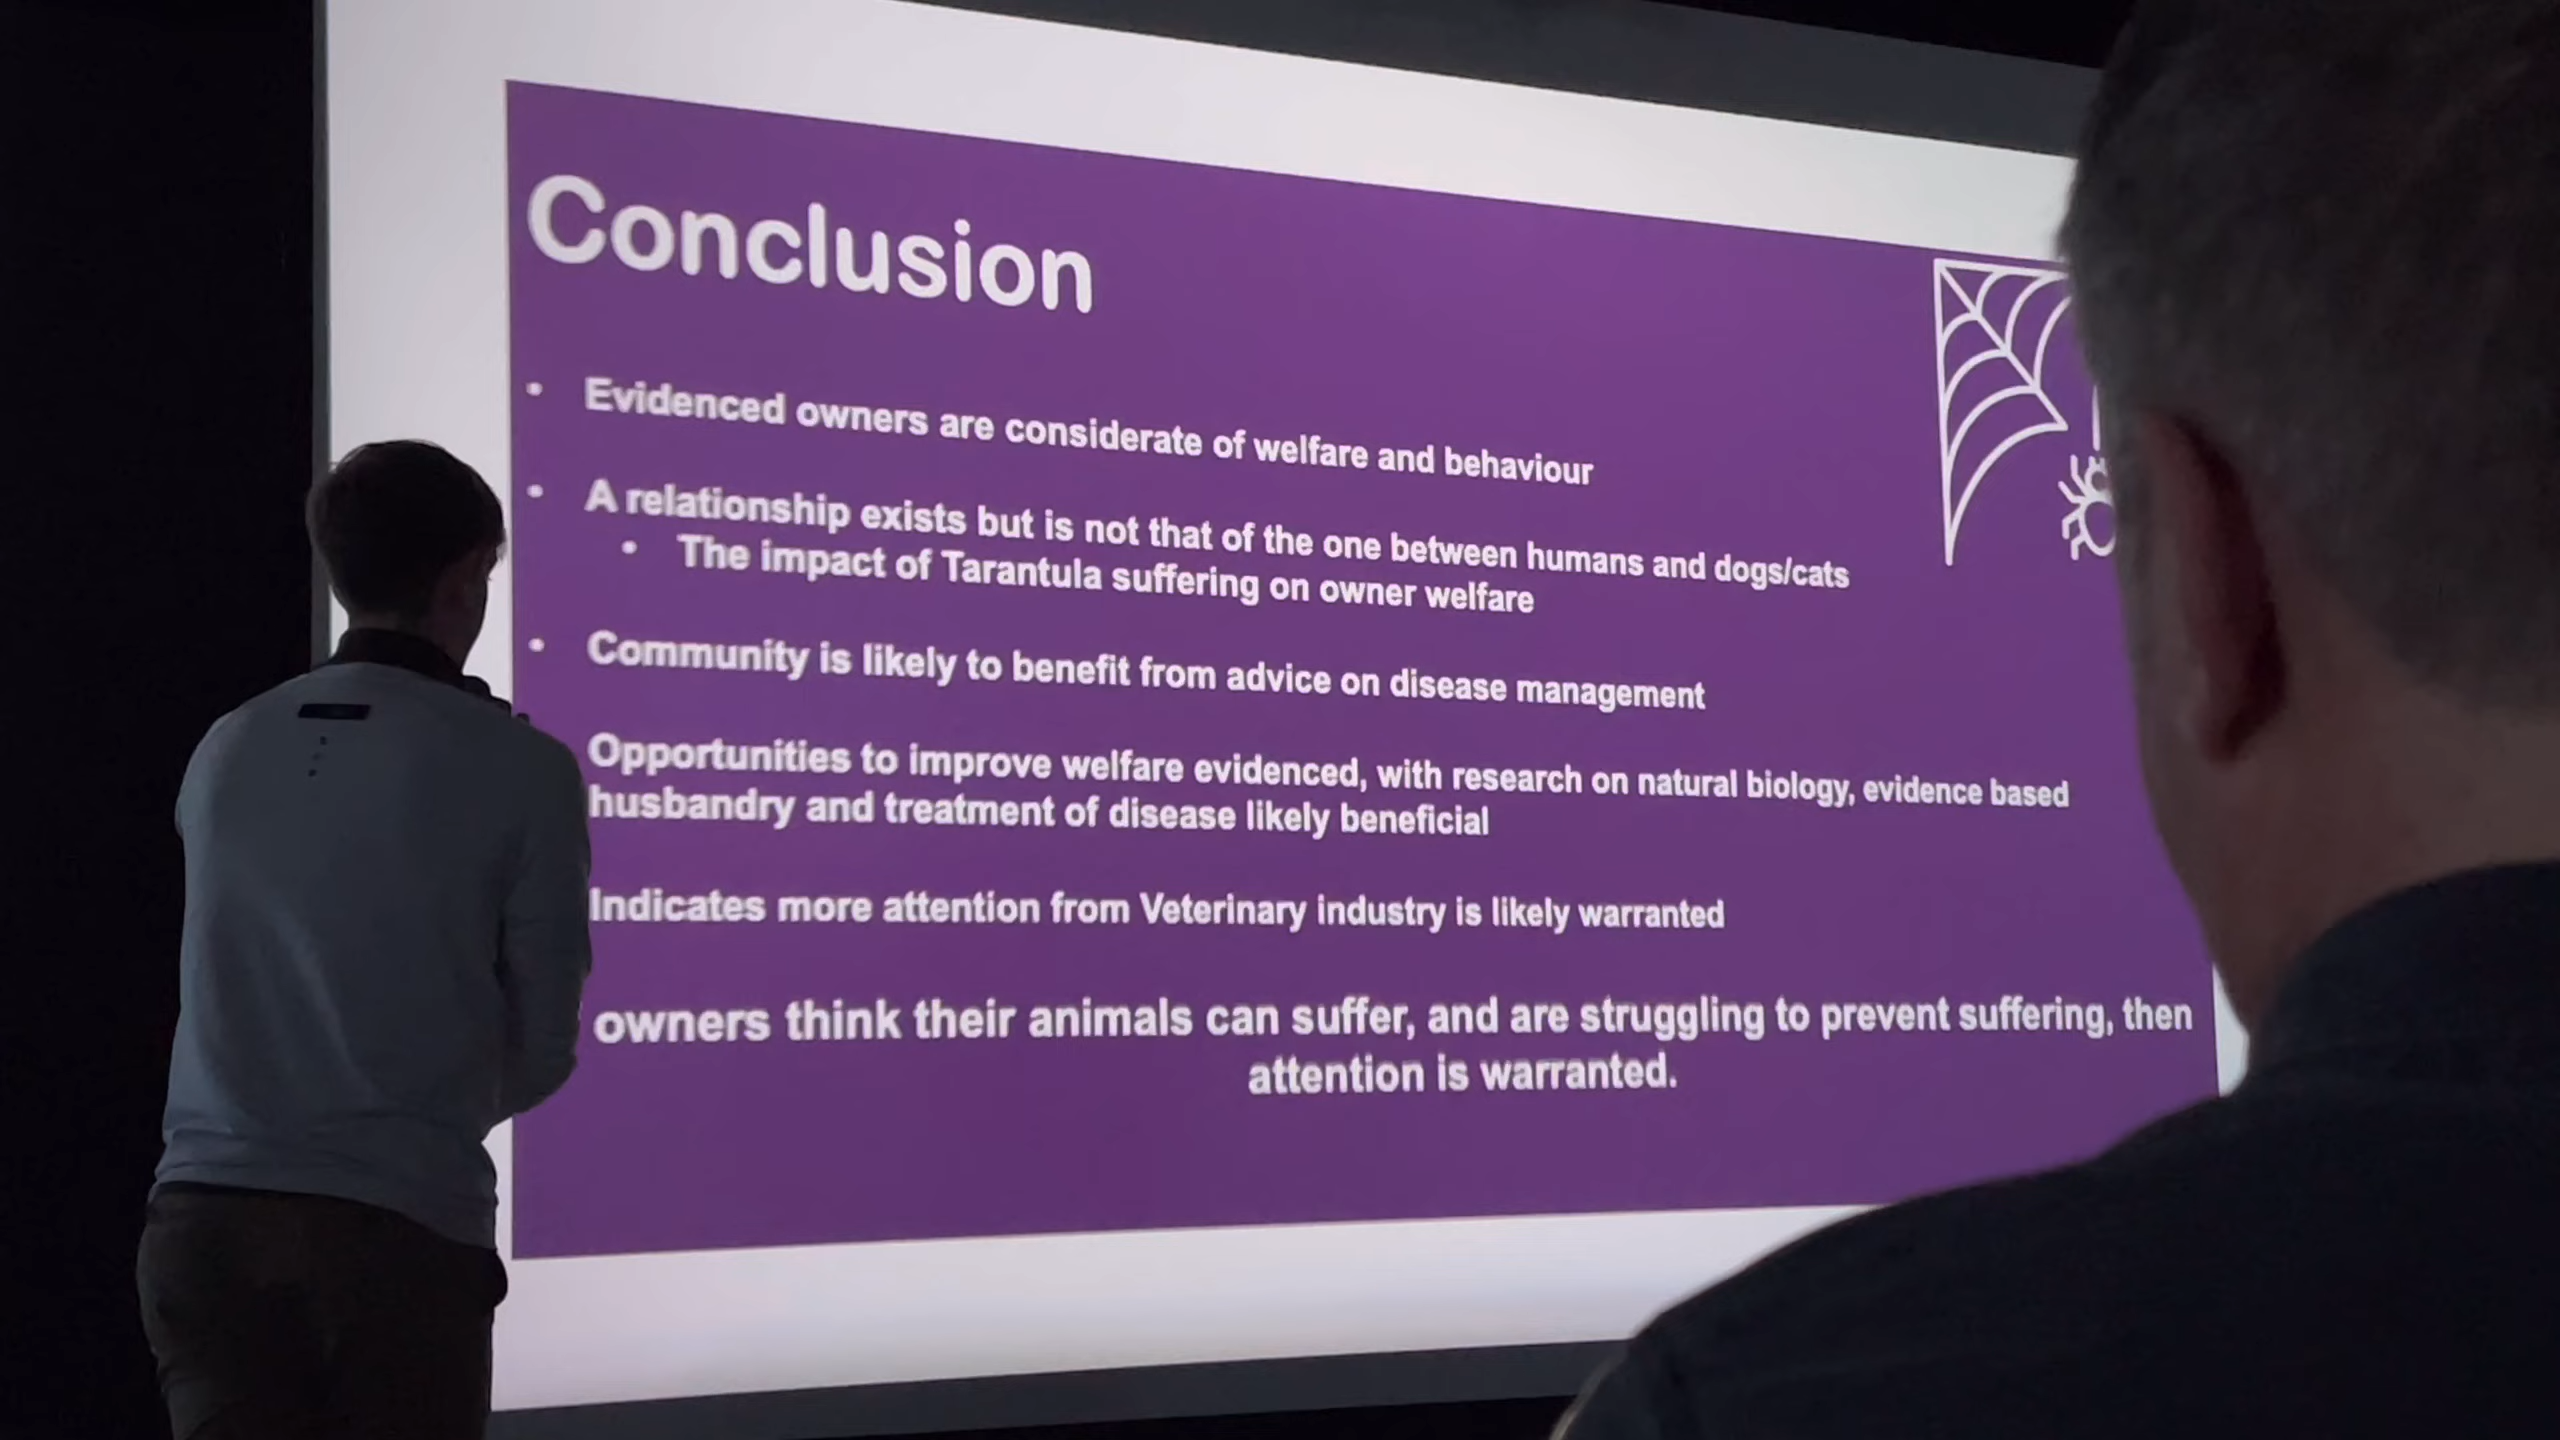 Conclusion
• Evidenced owners are considerate of welfare and behaviour
• A relationship exists but is not that of the one between humans and dogs/cats
• The impact of Tarantula suffering on owner welfare
• Community is likely to benefit from advice on disease management
Opportunities to improve welfare evidenced, with research on natural biology, evidence based
husbandry and treatment of disease likely beneficial
Indicates more attention from Veterinary industry is likely warranted
owners think their animals can suffer, and are struggling to prevent suffering, then
attention is warranted.